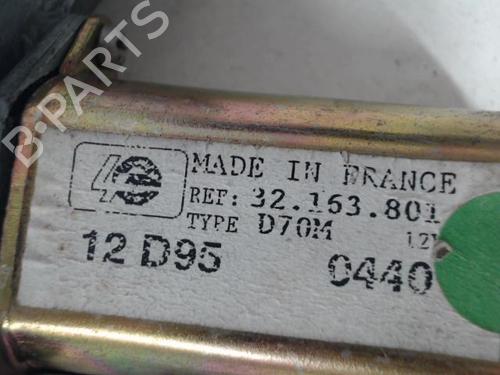 B-PARTS
MADE IN FRANCE
REF: 32.163.801
TYPE D70M 12V
12 D95 0440